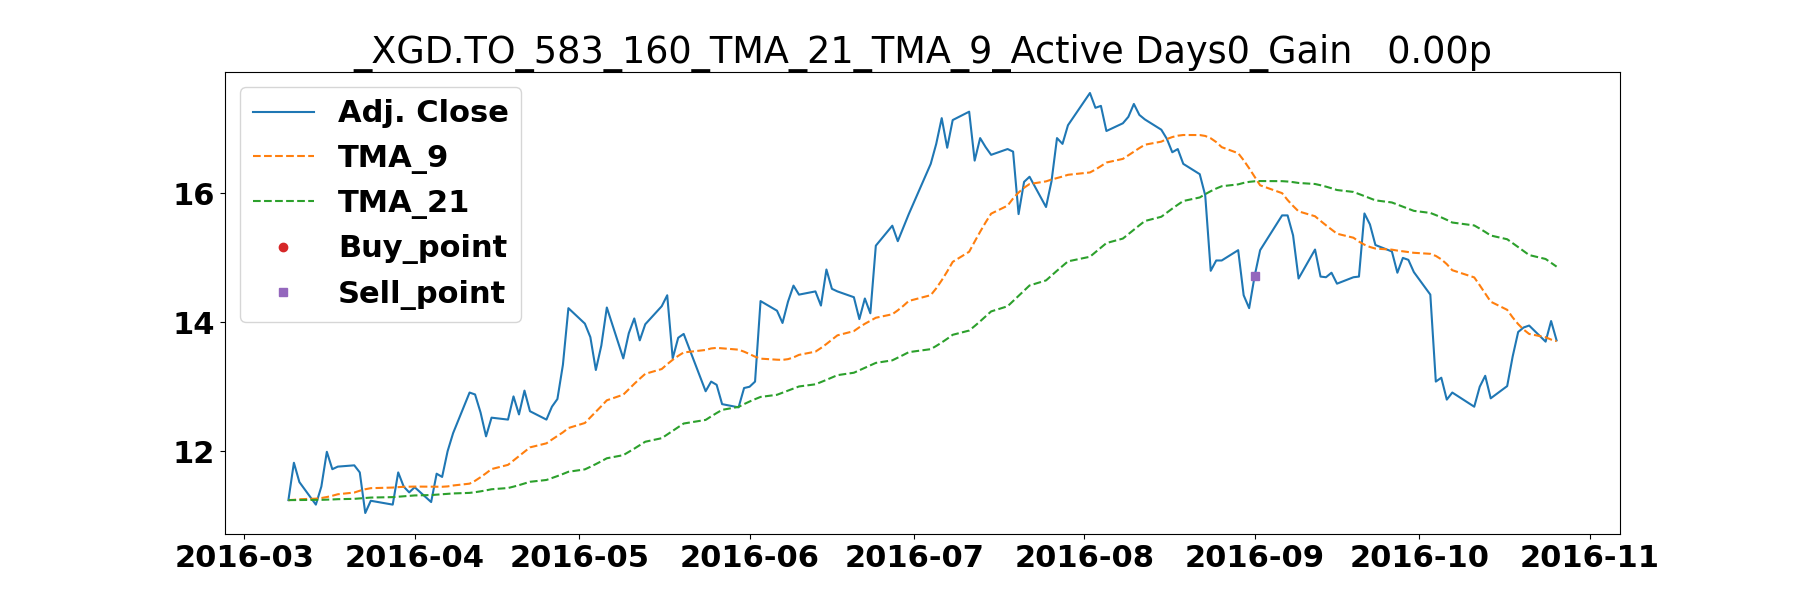 _XGD.TO_583_160_TMA_21_TMA_9_Active Days0_Gain   0.00p
Adj. Close
TMA_9
TMA_21
Buy_point
Sell_point
16
14
12
2016-03 2016-04 2016-05 2016-06 2016-07 2016-08 2016-09 2016-10 2016-11